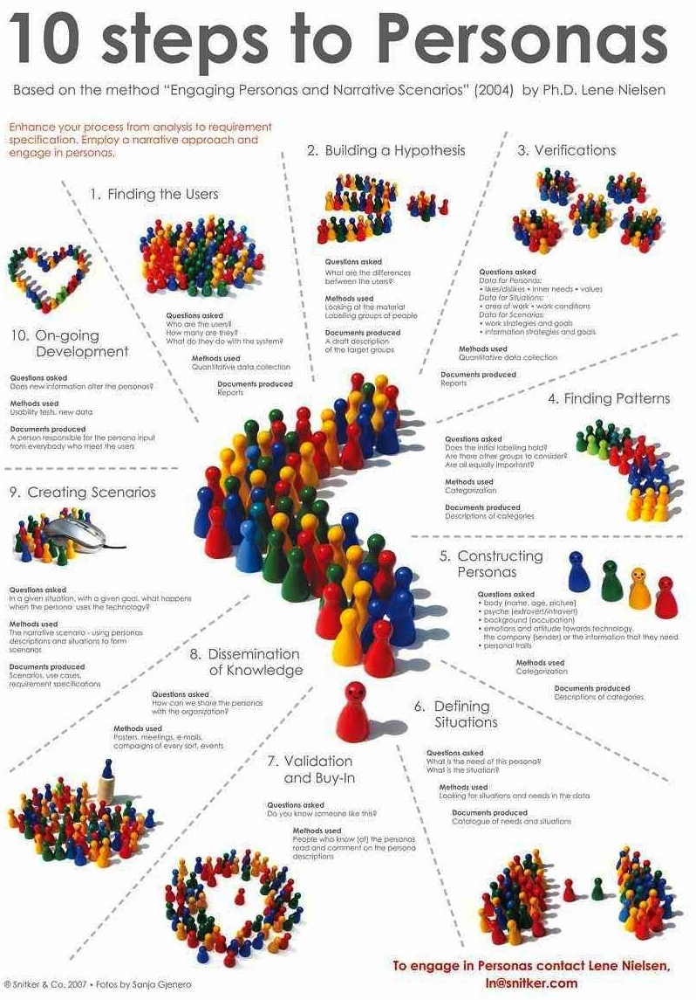 10 steps to Personas
Based on the method "Engaging Personas and Narrative Scenarios" (2004) by Ph.D. Lene Nielsen
Enhance your process from analysis to requirement
specification. Employ a narrative approach and
engage in personas.
1. Finding the Users
Questions asked
Who are the users?
How many are they?
What do they do with the system?
Methods used
Quantitative data collection
Documents produced
Reports
2. Building a Hypothesis
Questions asked
What are the differences
between the users?
Methods used
Looking at the material
Labelling groups of people
Documents produced
A draft description
of the target groups
3. Verifications
Questions asked
Data for Personas:
• likes/dislikes • inner needs • values
Data for Situations:
• area of work • work conditions
Data for Scenarios:
• work strategies and goals
• information strategies and goals
Methods used
Quantitative data collection
Documents produced
Reports
4. Finding Patterns
Questions asked
Does the initial labelling hold?
Are there other groups to consider?
Are all equally important?
Methods used
Categorization
Documents produced
Descriptions of categories
5. Constructing
Personas
Questions asked
• body (name, age, picture)
• psyche (extrovert/introvert)
• background (occupation)
• emotions and attitude towards technology,
the company (sender) or the information that they need
• personal traits
Methods used
Categorization
Documents produced
Descriptions of categories
6. Defining
Situations
Questions asked
What is the need of this persona?
What is the situation?
Methods used
Looking for situations and needs in the data
Documents produced
Catalogue of needs and situations
7. Validation
and Buy-In
Questions asked
Do you know someone like this?
Methods used
People who know (of) the personas
read and comment on the persona
descriptions
8. Dissemination
of Knowledge
Questions asked
How can we share the personas
with the organization?
Methods used
Posters, meetings, e-mails,
campaigns of every sort, events
9. Creating Scenarios
Questions asked
In a given situation, with a given goal, what happens
when the persona uses the technology?
Methods used
The narrative scenario - using personas
descriptions and situations to form
scenarios
Documents produced
Scenarios, use cases,
requirement specifications
10. On-going
Development
Questions asked
Does new information alter the personas?
Methods used
Usability tests, new data
Documents produced
A person responsible for the persona input
from everybody who meet the users
To engage in Personas contact Lene Nielsen,
ln@snitker.com
© Snitker & Co. 2007 • Fotos by Sanja Gjenero